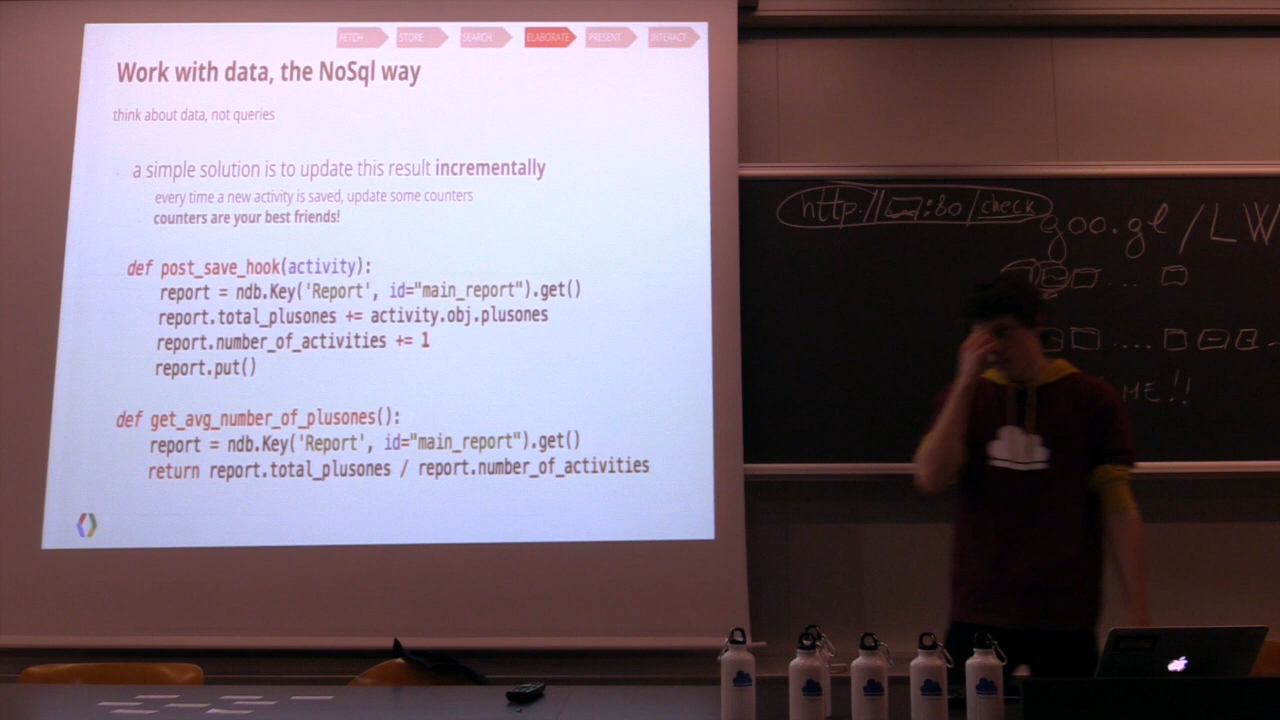 FETCH STORE SEARCH ELABORATE PRESENT INTERACT
Work with data, the NoSql way
think about data, not queries
a simple solution is to update this result incrementally
every time a new activity is saved, update some counters
counters are your best friends!
def post_save_hook(activity):
report = ndb.Key('Report', id="main_report").get()
report.total_plusones += activity.obj.plusones
report.number_of_activities += 1
report.put()
def get_avg_number_of_plusones():
report = ndb.Key('Report', id="main_report").get()
return report.total_plusones / report.number_of_activities
http:// :80/check
goo.gl/LW
....
ME!!